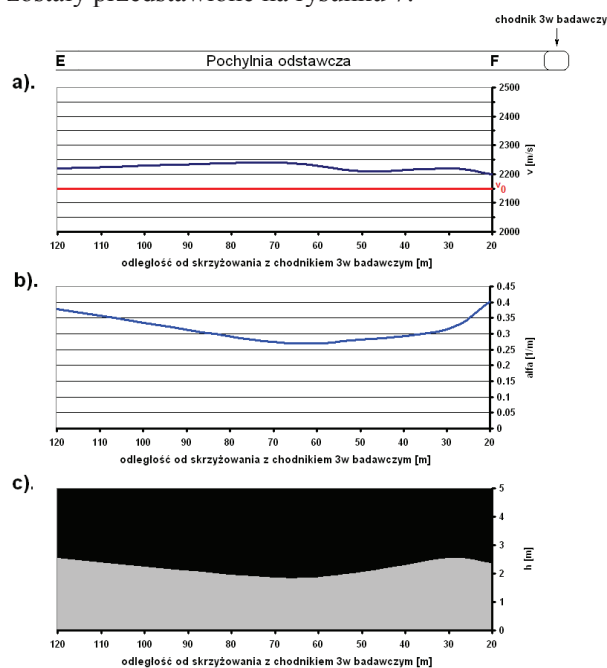 zostały przedstawione na rysunku 7.
chodnik 3w badawczy
E Pochylnia odstawcza F
a).
2500
2400
2300
2200
v0
2100
2000
v [m/s]
120 110 100 90 80 70 60 50 40 30 20
odległość od skrzyżowania z chodnikiem 3w badawczym [m]
b).
0.45
0.4
0.35
0.3
0.25
0.2
0.15
0.1
0.05
0
alfa [1/m]
120 110 100 90 80 70 60 50 40 30 20
odległość od skrzyżowania z chodnikiem 3w badawczym [m]
c).
5
4
3
2
1
0
h [m]
120 110 100 90 80 70 60 50 40 30 20
odległość od skrzyżowania z chodnikiem 3w badawczym [m]